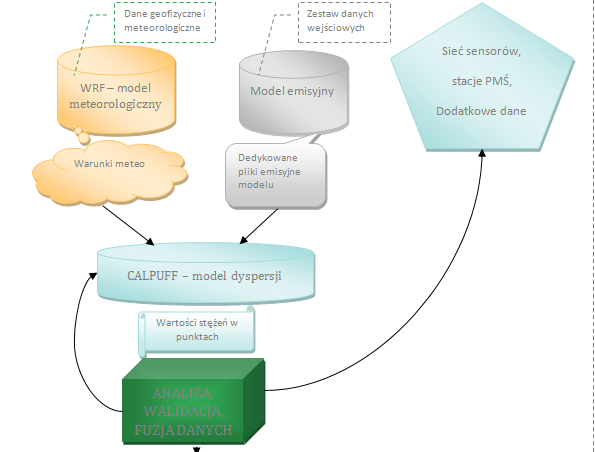 Dane geofizyczne i
meteorologiczne
Zestaw danych
wejściowych
WRF – model
meteorologiczny
Model emisyjny
Sieć sensorów,
stacje PMŚ,
Dodatkowe dane
Warunki meteo
Dedykowane
pliki emisyjne
modelu
CALPUFF – model dyspersji
Wartości stężeń w
punktach
ANALIZA,
WALIDACJA,
FUZJA DANYCH